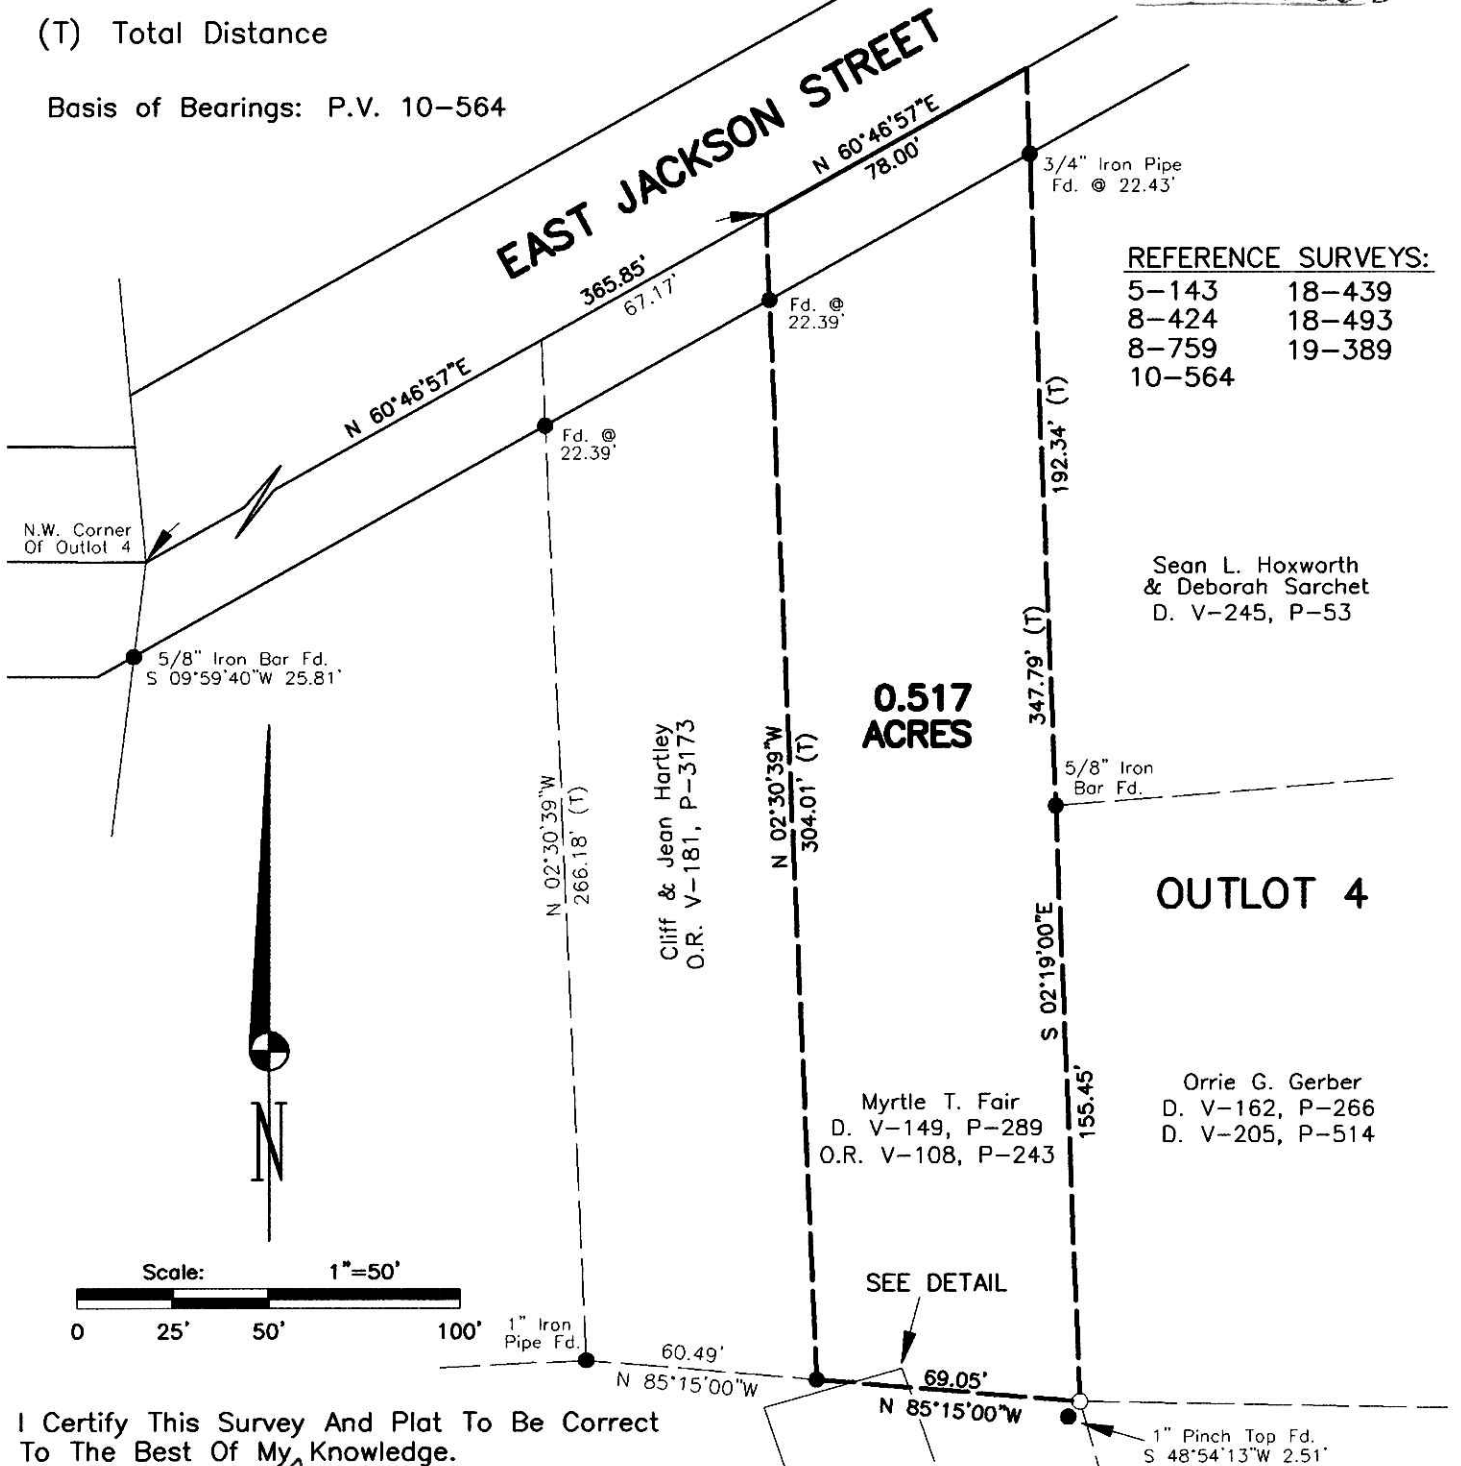 (T) Total Distance
Basis of Bearings: P.V. 10-564
EAST JACKSON STREET
N 60°46'57"E
78.00'
3/4" Iron Pipe
Fd. @ 22.43'
REFERENCE SURVEYS:
5-143 18-439
8-424 18-493
8-759 19-389
10-564
365.85'
67.17'
Fd. @
22.39'
N 60°46'57"E
Fd. @
22.39'
192.34' (T)
N.W. Corner
Of Outlot 4
5/8" Iron Bar Fd.
S 09°59'40"W 25.81'
Sean L. Hoxworth
& Deborah Sarchet
D. V-245, P-53
347.79' (T)
0.517
ACRES
N 02°30'39"W
304.01' (T)
Cliff & Jean Hartley
O.R. V-181, P-3173
N 02°30'39"W
266.18' (T)
5/8" Iron
Bar Fd.
OUTLOT 4
S 02°19'00"E
155.45'
Myrtle T. Fair
D. V-149, P-289
O.R. V-108, P-243
Orrie G. Gerber
D. V-162, P-266
D. V-205, P-514
N
Scale: 1"=50'
0 25' 50' 100'
SEE DETAIL
1" Iron
Pipe Fd.
60.49'
N 85°15'00"W
69.05'
N 85°15'00"W
1" Pinch Top Fd.
S 48°54'13"W 2.51'
I Certify This Survey And Plat To Be Correct
To The Best Of My Knowledge.